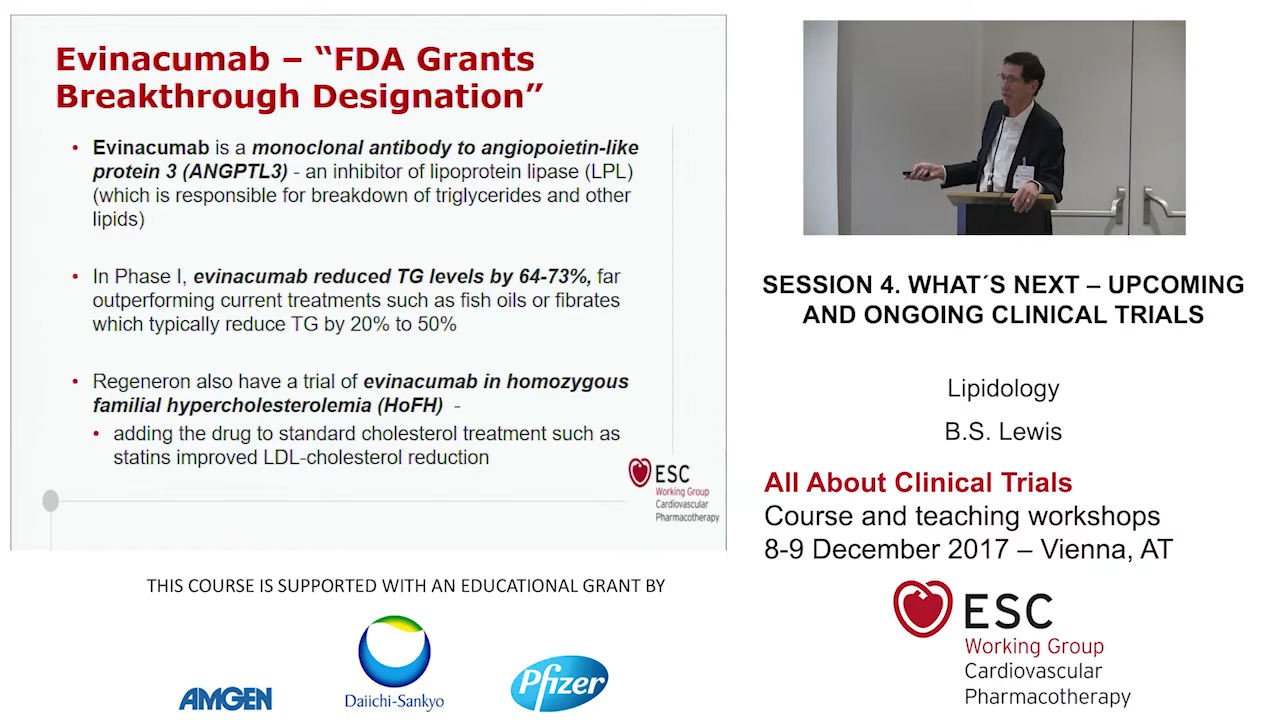 Evinacumab – “FDA Grants
Breakthrough Designation”
• Evinacumab is a monoclonal antibody to angiopoietin-like
protein 3 (ANGPTL3) - an inhibitor of lipoprotein lipase (LPL)
(which is responsible for breakdown of triglycerides and other
lipids)
• In Phase I, evinacumab reduced TG levels by 64-73%, far
outperforming current treatments such as fish oils or fibrates
which typically reduce TG by 20% to 50%
• Regeneron also have a trial of evinacumab in homozygous
familial hypercholesterolemia (HoFH) -
• adding the drug to standard cholesterol treatment such as
statins improved LDL-cholesterol reduction
ESC
Working Group
Cardiovascular
Pharmacotherapy
THIS COURSE IS SUPPORTED WITH AN EDUCATIONAL GRANT BY
AMGEN
Daiichi-Sankyo
Pfizer
SESSION 4. WHAT´S NEXT – UPCOMING
AND ONGOING CLINICAL TRIALS
Lipidology
B.S. Lewis
All About Clinical Trials
Course and teaching workshops
8-9 December 2017 – Vienna, AT
ESC
Working Group
Cardiovascular
Pharmacotherapy